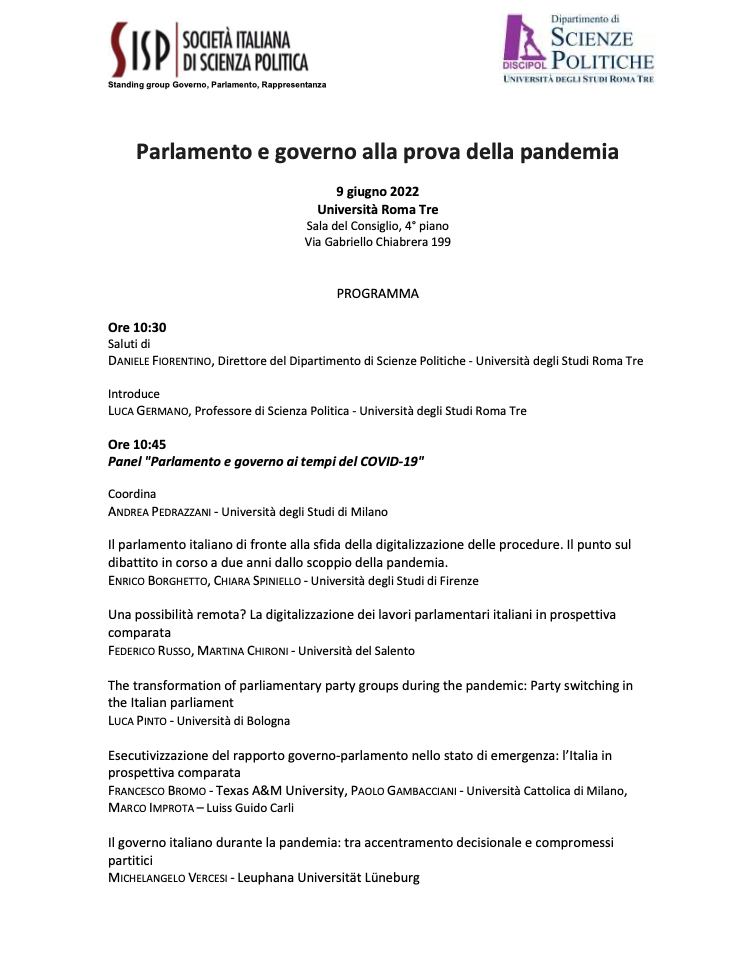 SISP SOCIETÀ ITALIANA
DI SCIENZA POLITICA
Standing group Governo, Parlamento, Rappresentanza
DISCIPOL
Dipartimento di
SCIENZE
POLITICHE
UNIVERSITÀ DEGLI STUDI ROMA TRE
Parlamento e governo alla prova della pandemia
9 giugno 2022
Università Roma Tre
Sala del Consiglio, 4° piano
Via Gabriello Chiabrera 199
PROGRAMMA
Ore 10:30
Saluti di
DANIELE FIORENTINO, Direttore del Dipartimento di Scienze Politiche - Università degli Studi Roma Tre
Introduce
LUCA GERMANO, Professore di Scienza Politica - Università degli Studi Roma Tre
Ore 10:45
Panel "Parlamento e governo ai tempi del COVID-19"
Coordina
ANDREA PEDRAZZANI - Università degli Studi di Milano
Il parlamento italiano di fronte alla sfida della digitalizzazione delle procedure. Il punto sul
dibattito in corso a due anni dallo scoppio della pandemia.
ENRICO BORGHETTO, CHIARA SPINIELLO - Università degli Studi di Firenze
Una possibilità remota? La digitalizzazione dei lavori parlamentari italiani in prospettiva
comparata
FEDERICO RUSSO, MARTINA CHIRONI - Università del Salento
The transformation of parliamentary party groups during the pandemic: Party switching in
the Italian parliament
LUCA PINTO - Università di Bologna
Esecutivizzazione del rapporto governo-parlamento nello stato di emergenza: l’Italia in
prospettiva comparata
FRANCESCO BROMO - Texas A&M University, PAOLO GAMBACCIANI - Università Cattolica di Milano,
MARCO IMPROTA – Luiss Guido Carli
Il governo italiano durante la pandemia: tra accentramento decisionale e compromessi
partitici
MICHELANGELO VERCESI - Leuphana Universität Lüneburg